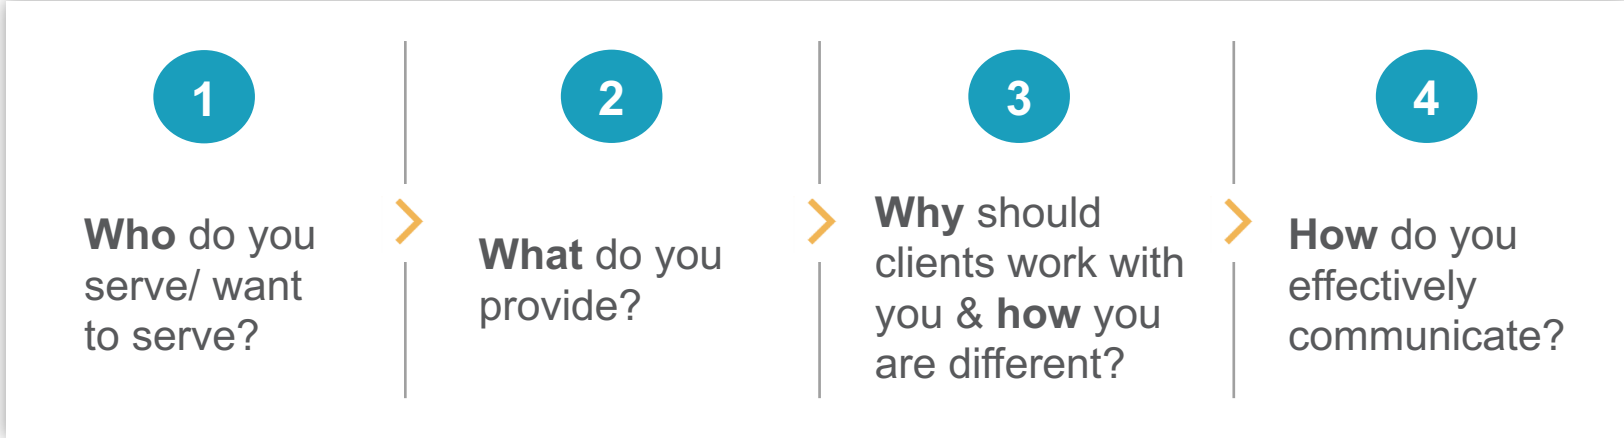 1
Who do you
serve/ want
to serve?
2
What do you
provide?
3
Why should
clients work with
you & how you
are different?
4
How do you
effectively
communicate?